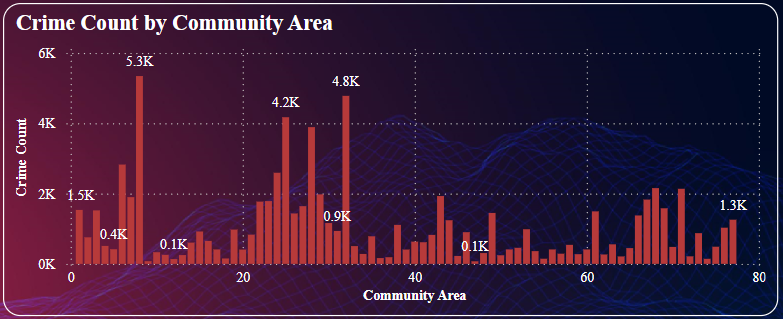 Crime Count by Community Area
6K
5.3K
4.8K
4.2K
4K
Crime Count
2K
1.5K
0.9K
1.3K
0.4K
0.1K
0.1K
0K
0
20
40
60
80
Community Area